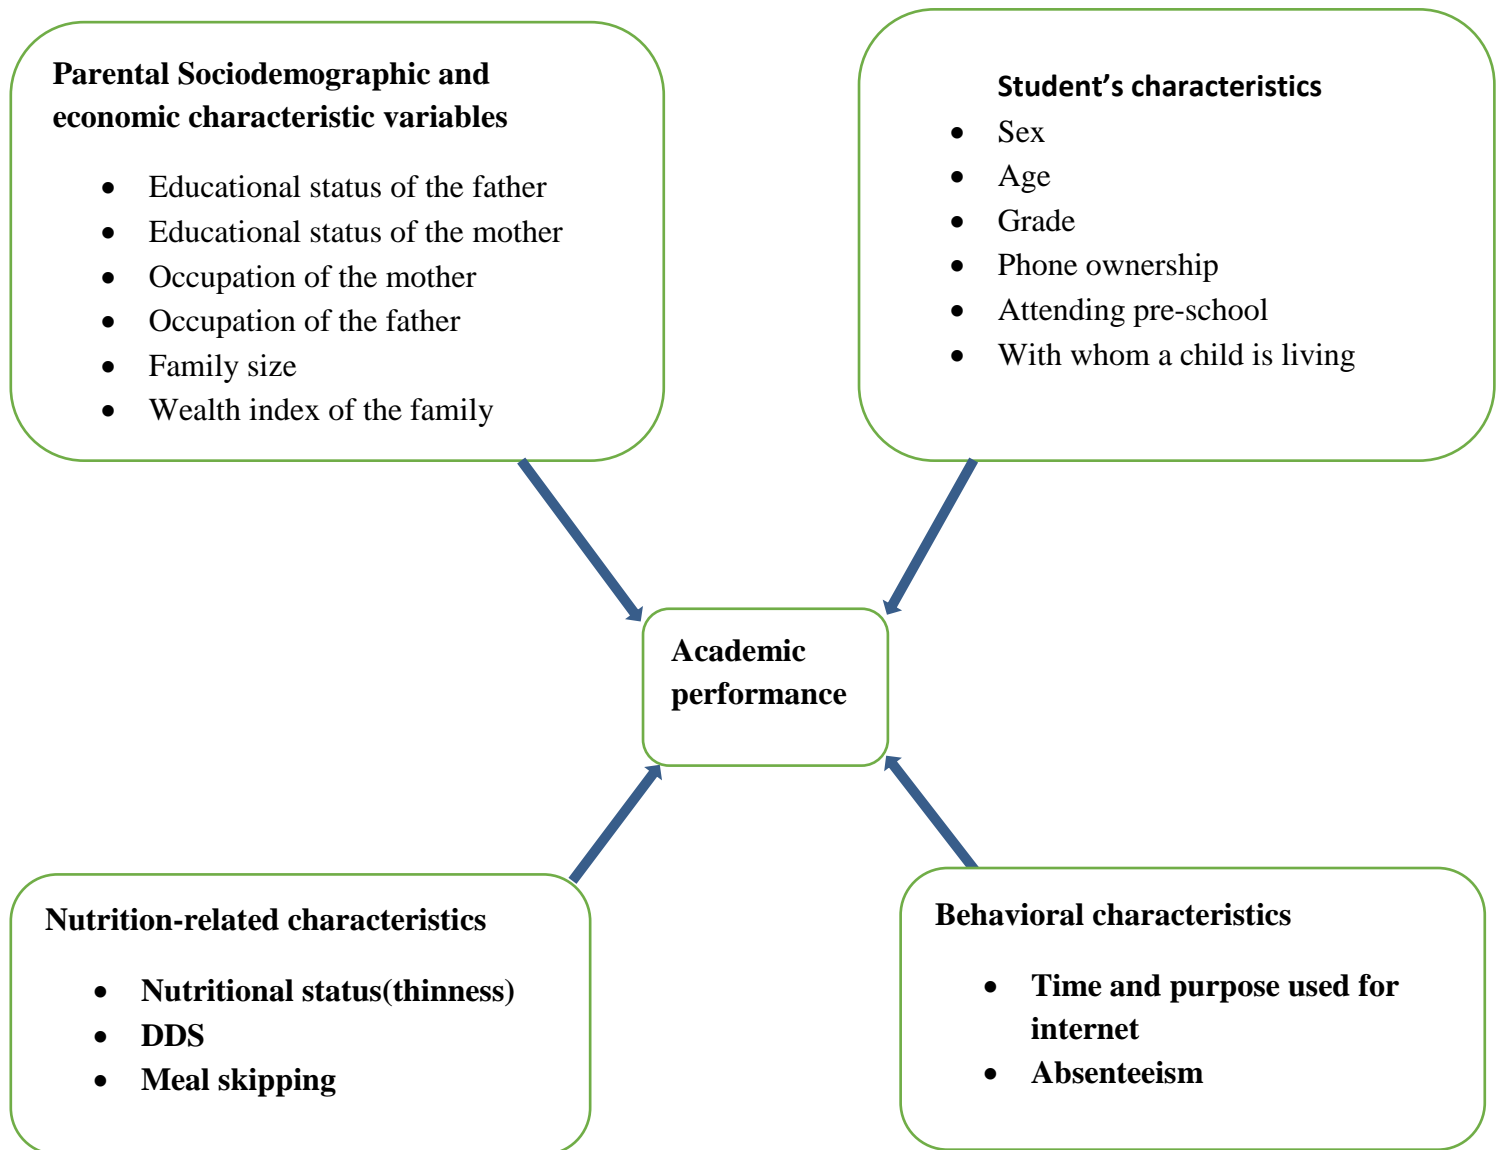 Parental Sociodemographic and
economic characteristic variables
• Educational status of the father
• Educational status of the mother
• Occupation of the mother
• Occupation of the father
• Family size
• Wealth index of the family
Student’s characteristics
• Sex
• Age
• Grade
• Phone ownership
• Attending pre-school
• With whom a child is living
Academic
performance
Nutrition-related characteristics
• Nutritional status(thinness)
• DDS
• Meal skipping
Behavioral characteristics
• Time and purpose used for
internet
• Absenteeism